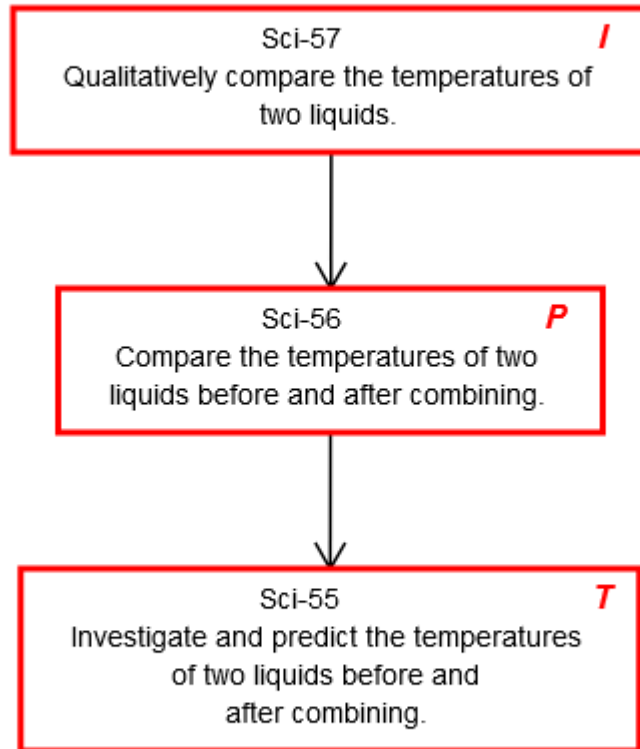 Sci-57 I
Qualitatively compare the temperatures of
two liquids.
Sci-56 P
Compare the temperatures of two
liquids before and after combining.
Sci-55 T
Investigate and predict the temperatures
of two liquids before and
after combining.